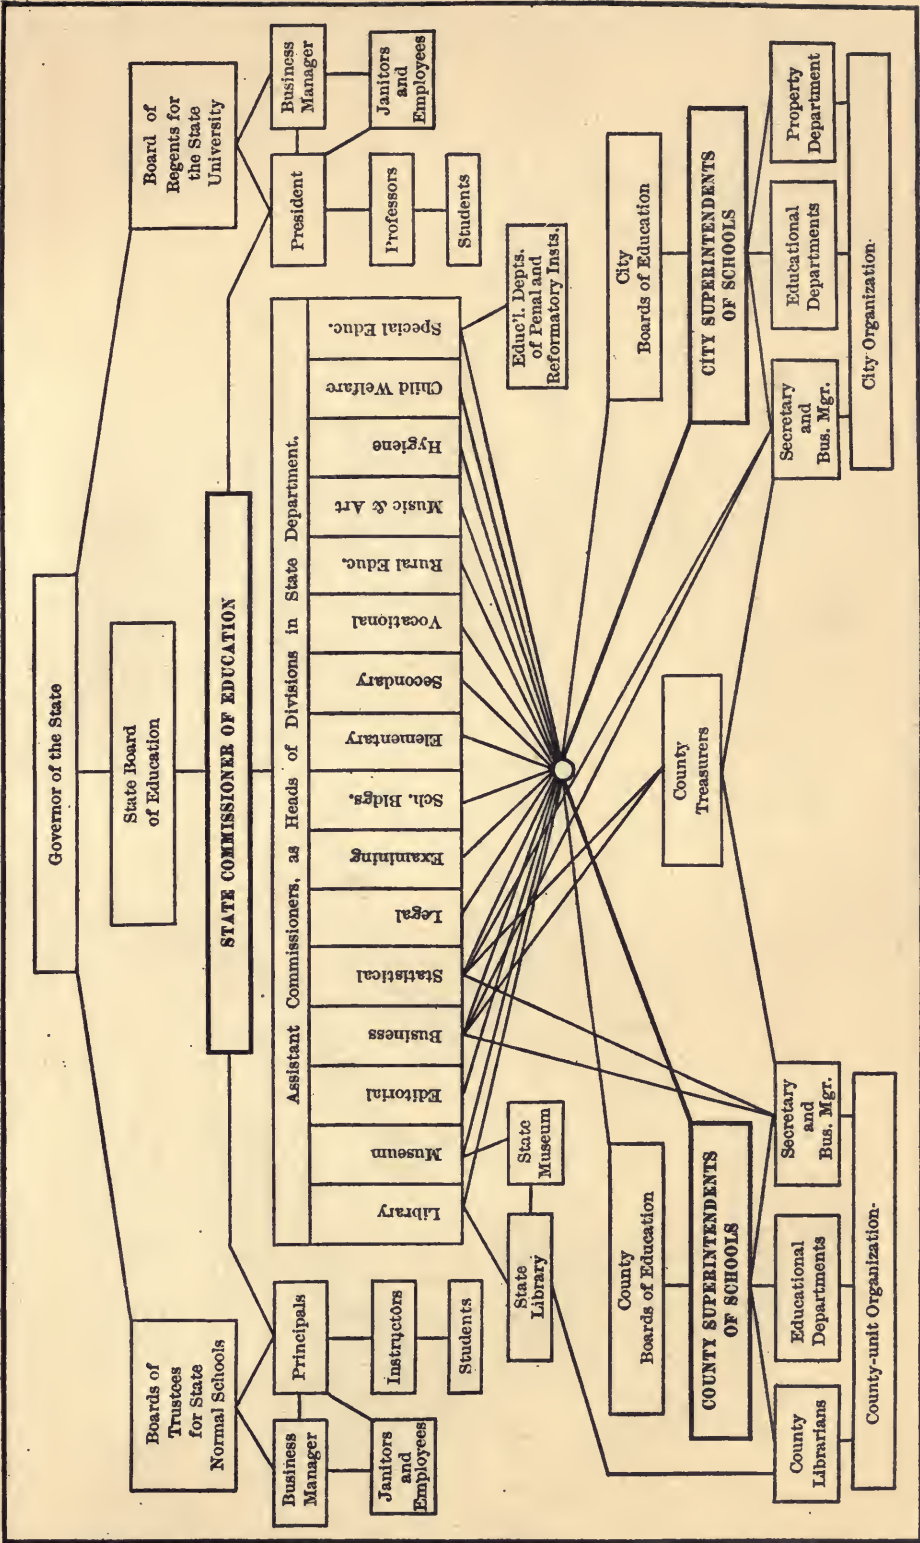 Governor of the State
State Board
of Education
STATE COMMISSIONER OF EDUCATION
Boards of
Trustees
for State
Normal Schools
Board of
Regents for
the State
University
Business
Manager
Principals
Janitors
and
Employees
Instructors
Students
President
Business
Manager
Professors
Janitors
and
Employees
Students
Assistant Commissioners, as Heads of Divisions in State Department.
Library
Museum
Editorial
Business
Statistical
Legal
Examining
Sch. Bldgs.
Elementary
Secondary
Vocational
Rural Educ.
Music & Art
Hygiene
Child Welfare
Special Educ.
State
Library
State
Museum
Educ'l. Depts.
of Penal and
Reformatory Insts.
County
Boards of Education
City
Boards of Education
COUNTY SUPERINTENDENTS
OF SCHOOLS
County
Treasurers
CITY SUPERINTENDENTS
OF SCHOOLS
County
Librarians
Educational
Departments
Secretary
and
Bus. Mgr.
Secretary
and
Bus. Mgr.
Educational
Departments
Property
Department
County-unit Organization-
City Organization-